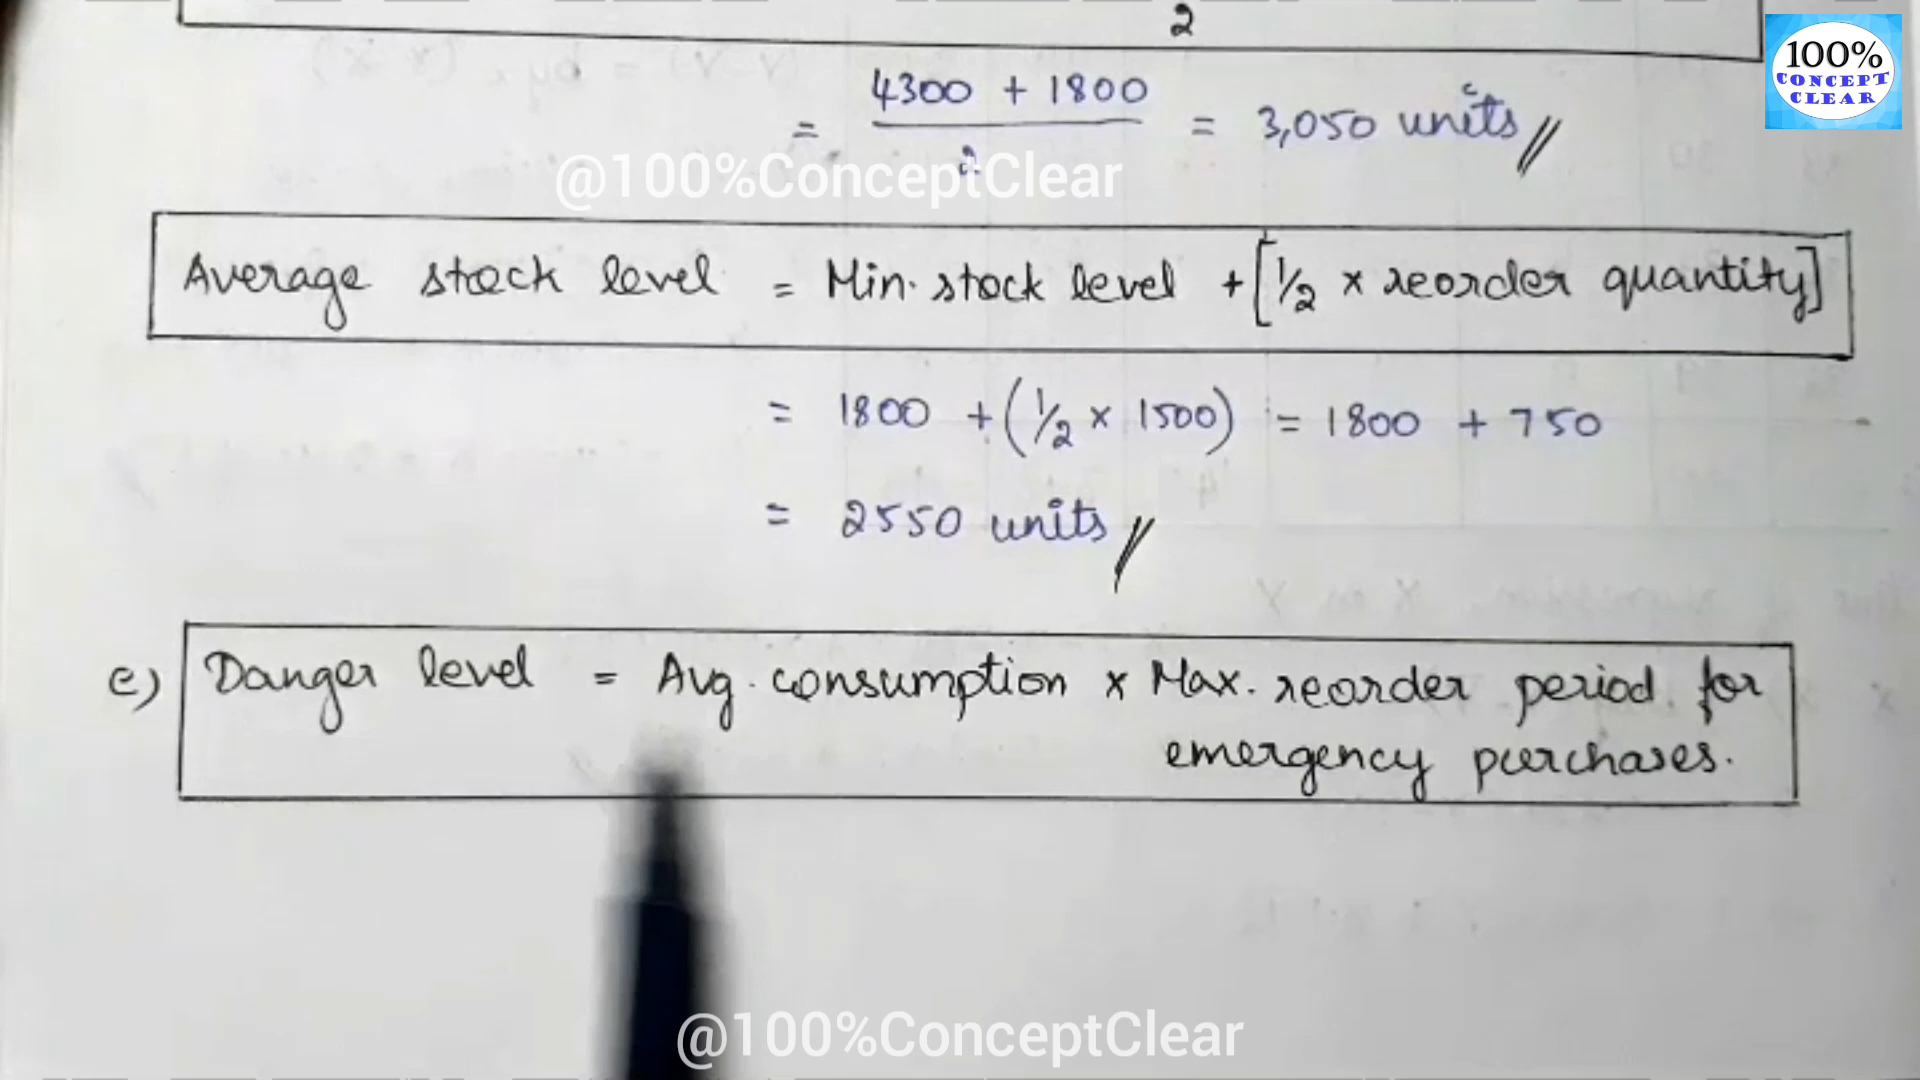 2
100%
CONCEPT
CLEAR
= 4300 + 1800 / 2 = 3,050 units //
@100%ConceptClear
Average stock level = Min. stock level + [1/2 × reorder quantity]
= 1800 + (1/2 × 1500) = 1800 + 750
= 2550 units //
e) Danger level = Avg. consumption × Max. reorder period for
emergency purchases.
@100%ConceptClear